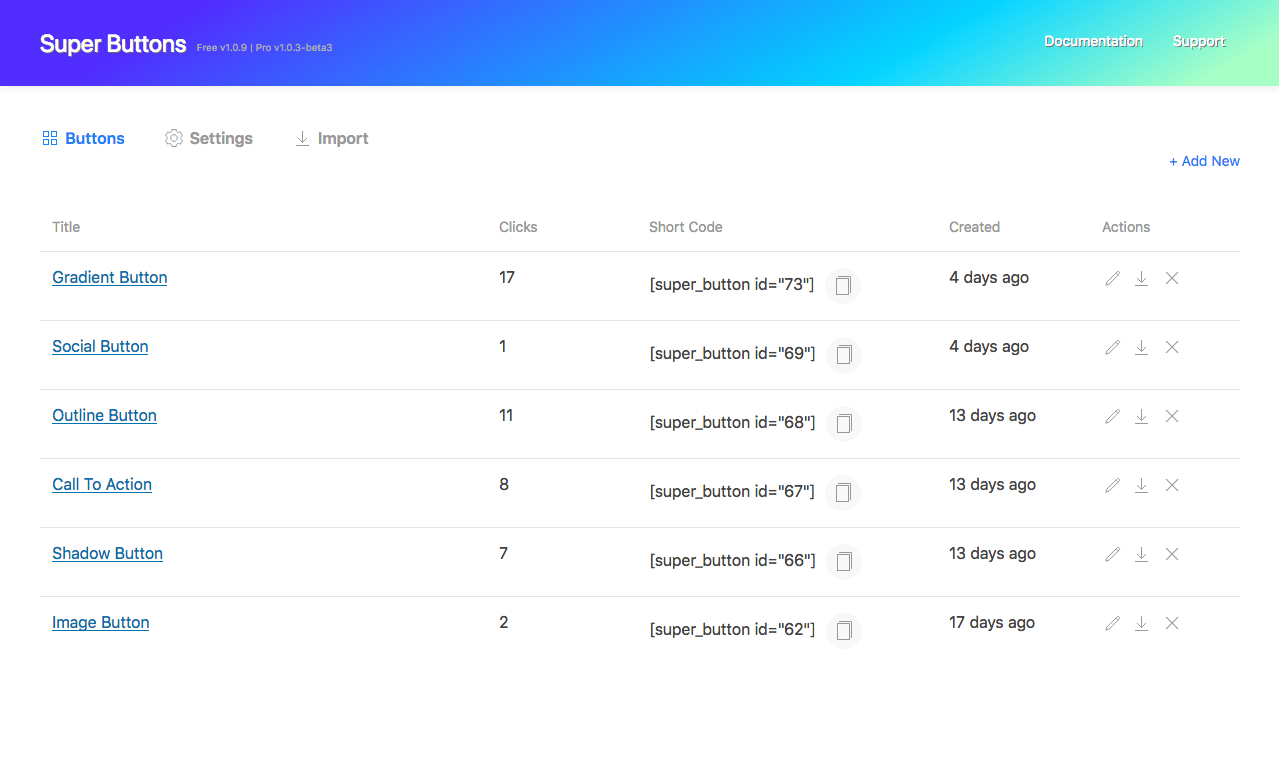 Super Buttons Free v1.0.9 | Pro v1.0.3-beta3 Documentation Support
Buttons Settings Import
+ Add New
Title Clicks Short Code Created Actions
Gradient Button 17 [super_button id="73"] 4 days ago
Social Button 1 [super_button id="69"] 4 days ago
Outline Button 11 [super_button id="68"] 13 days ago
Call To Action 8 [super_button id="67"] 13 days ago
Shadow Button 7 [super_button id="66"] 13 days ago
Image Button 2 [super_button id="62"] 17 days ago